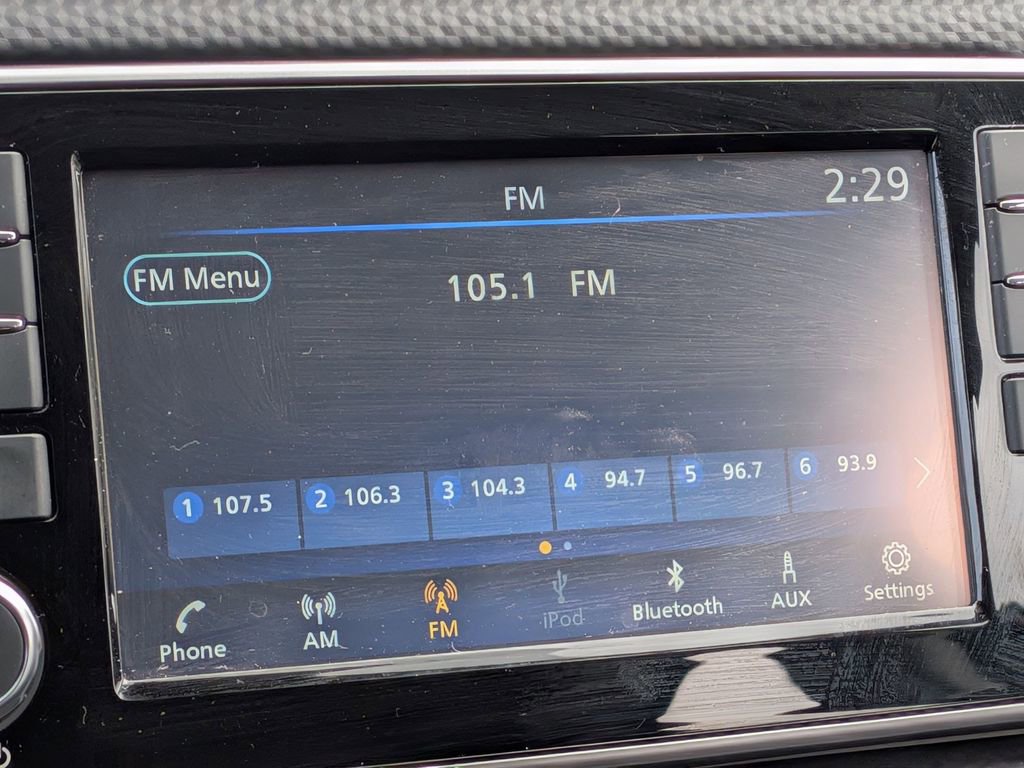 FM 2:29
FM Menu 105.1 FM
1 107.5 2 106.3 3 104.3 4 94.7 5 96.7 6 93.9
Phone AM FM iPod Bluetooth AUX Settings